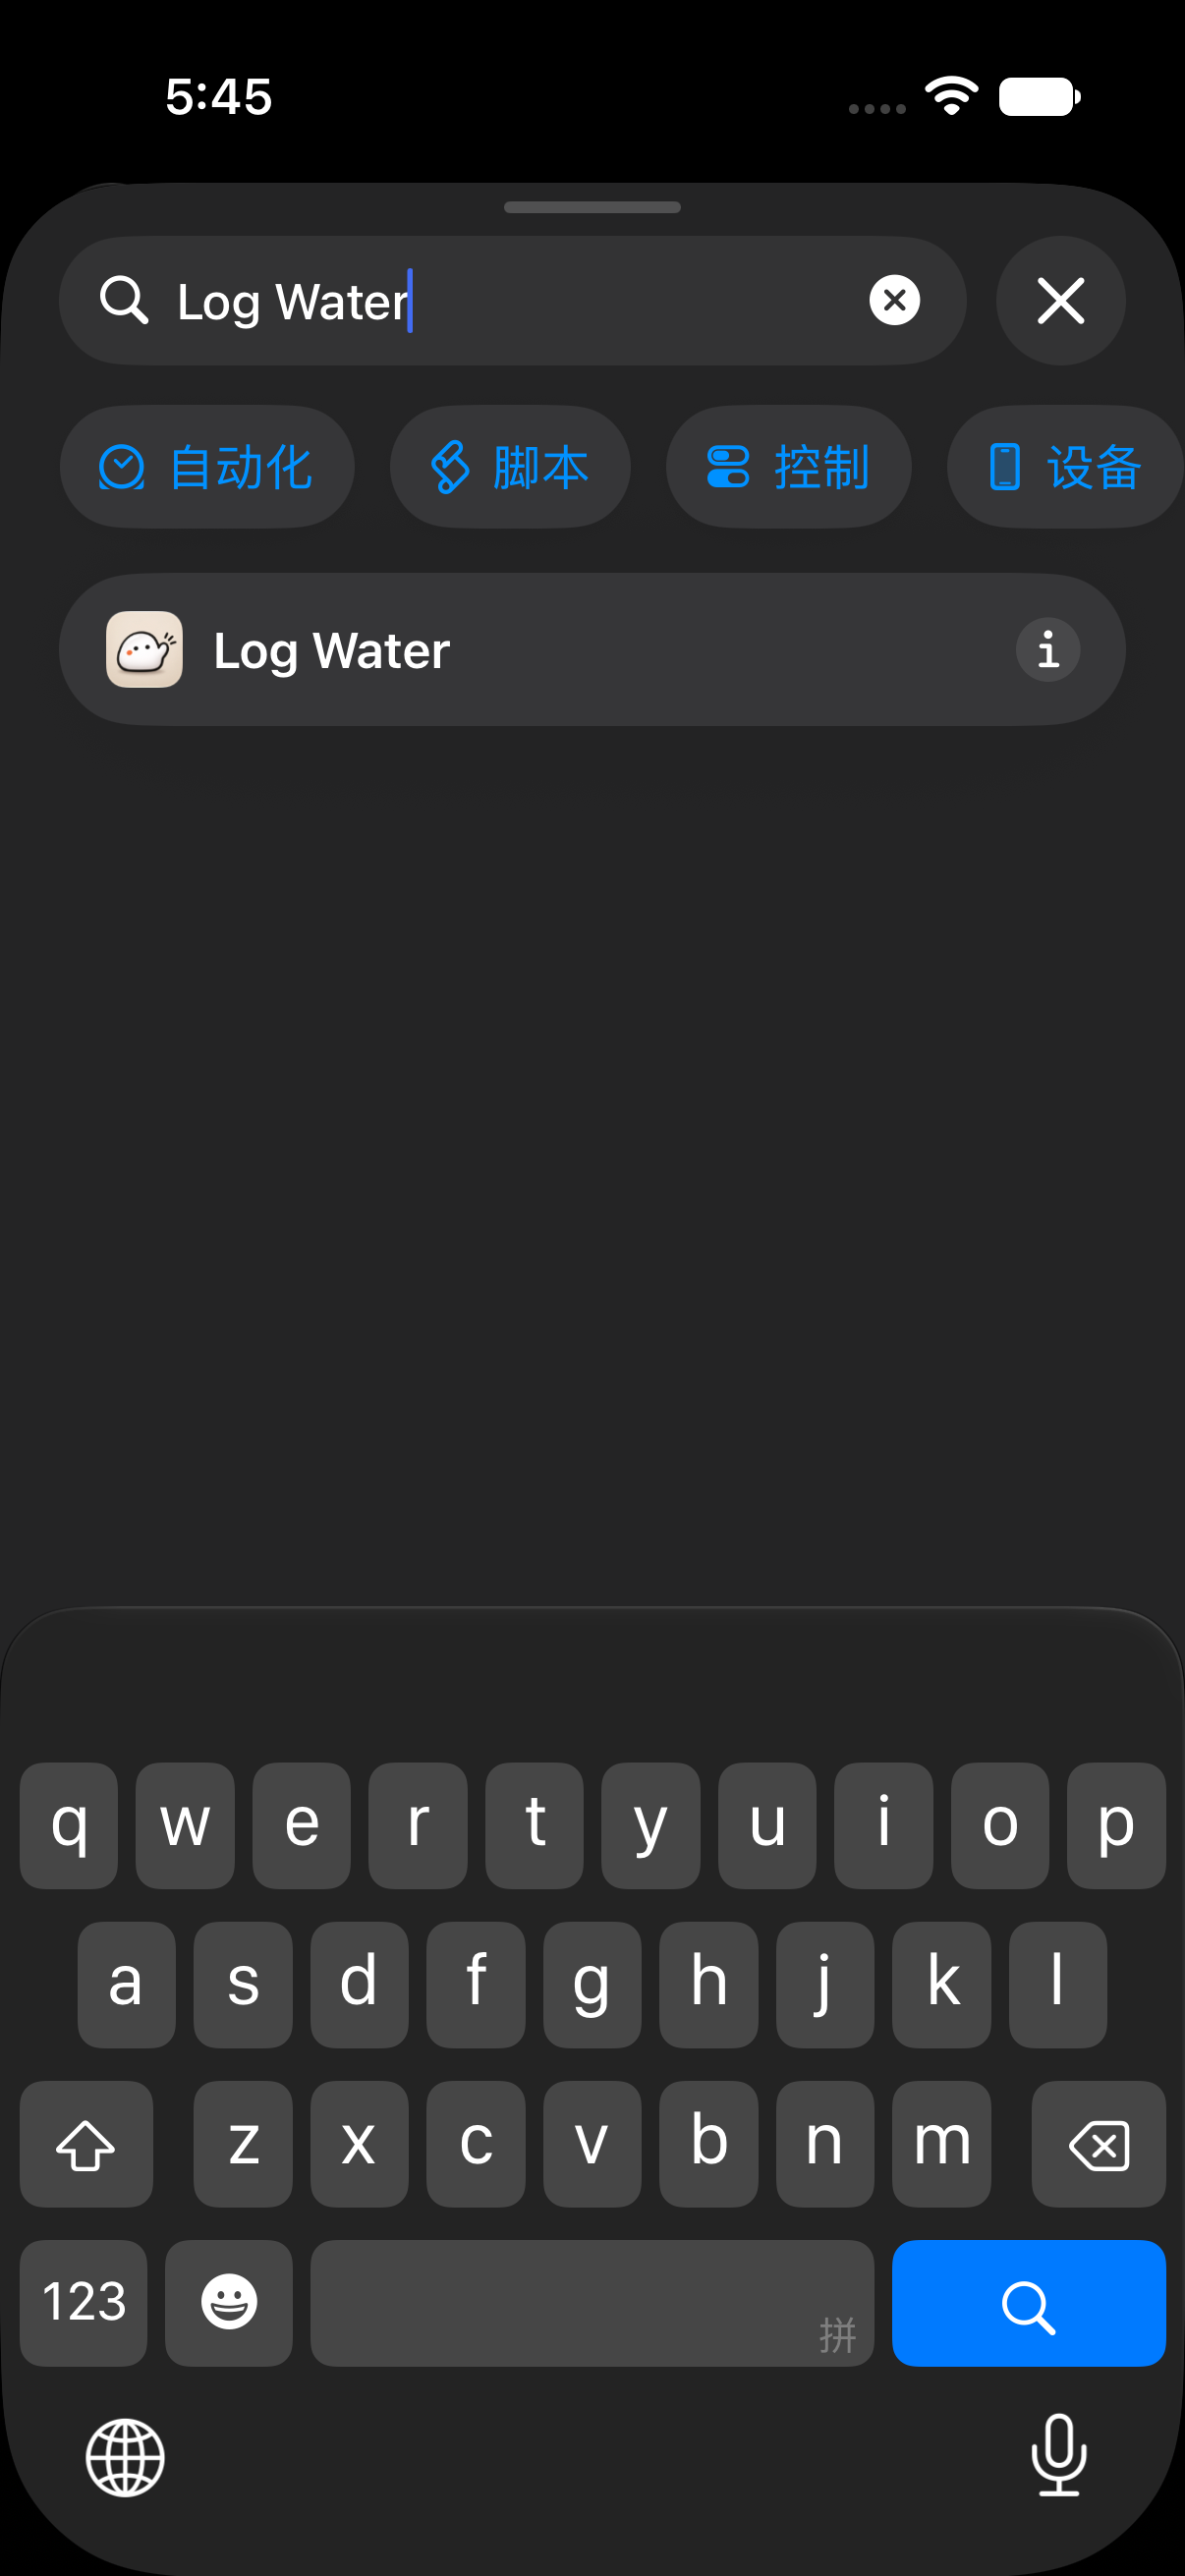 5:45
Log Water
自动化 脚本 控制 设备
Log Water
q w e r t y u i o p
a s d f g h j k l
z x c v b n m
123
拼